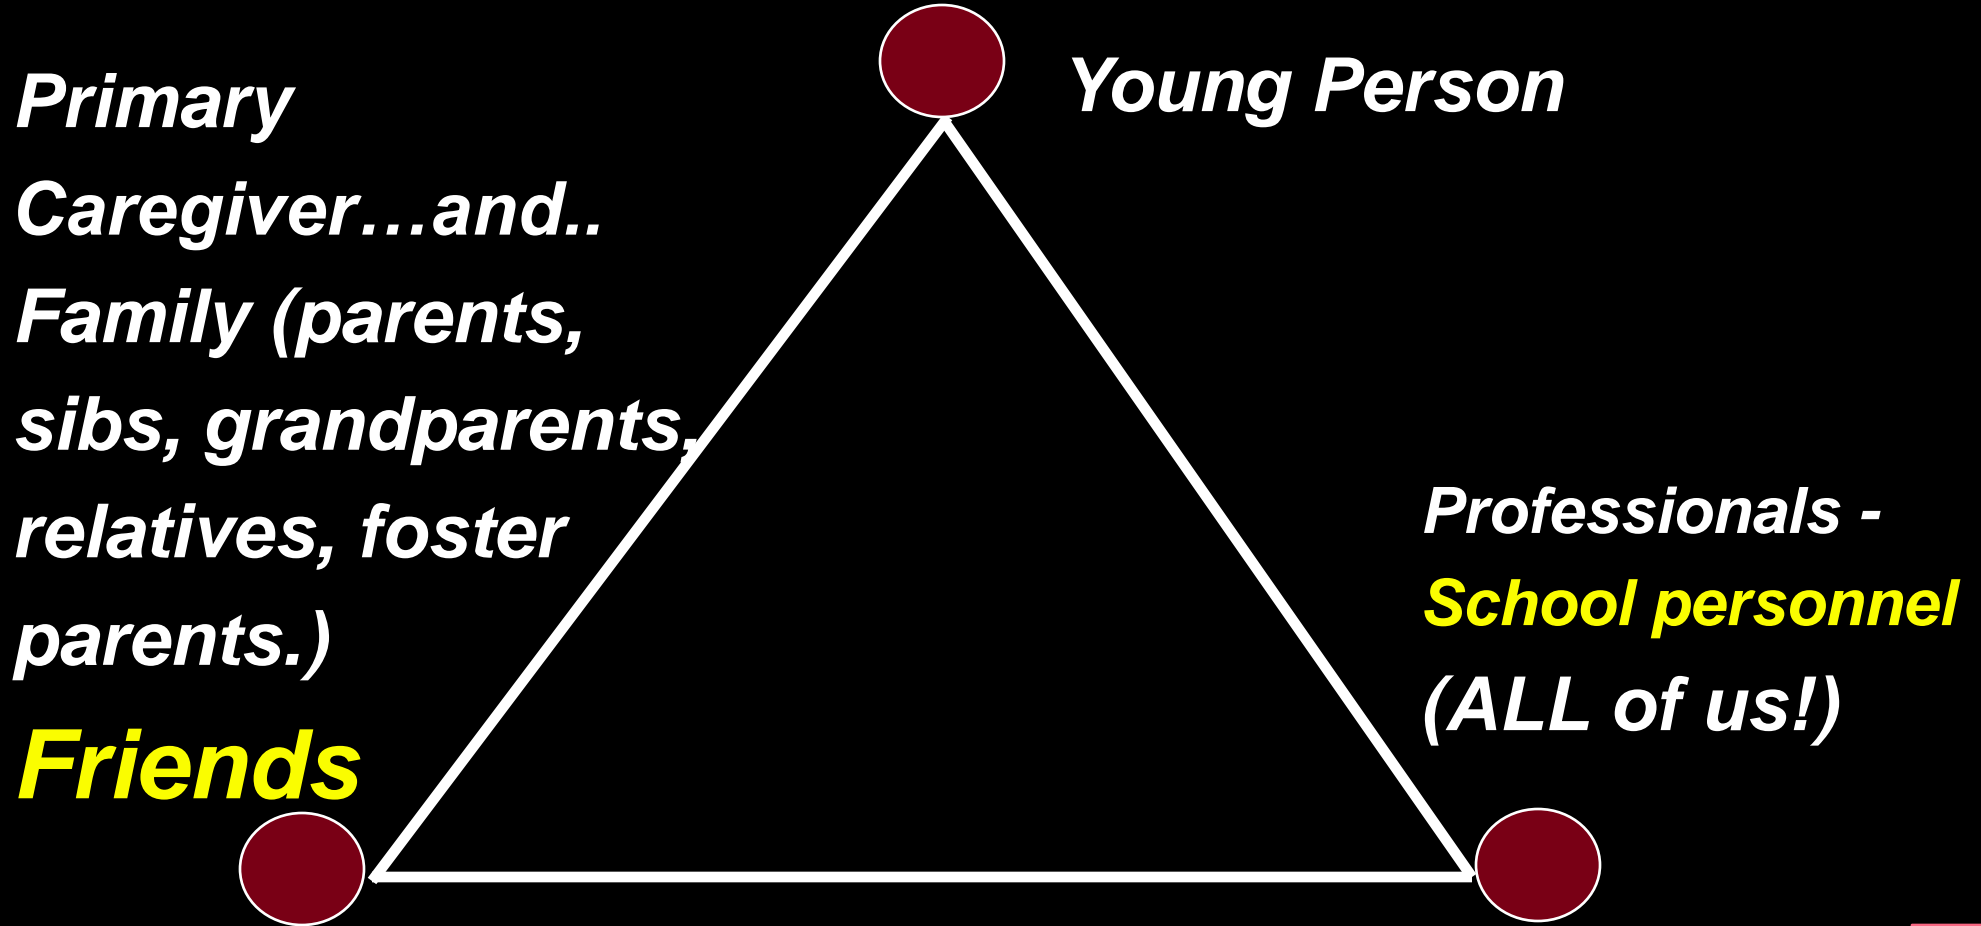 Young Person
Primary
Caregiver…and..
Family (parents,
sibs, grandparents,
relatives, foster
parents.)
Friends
Professionals -
School personnel
(ALL of us!)